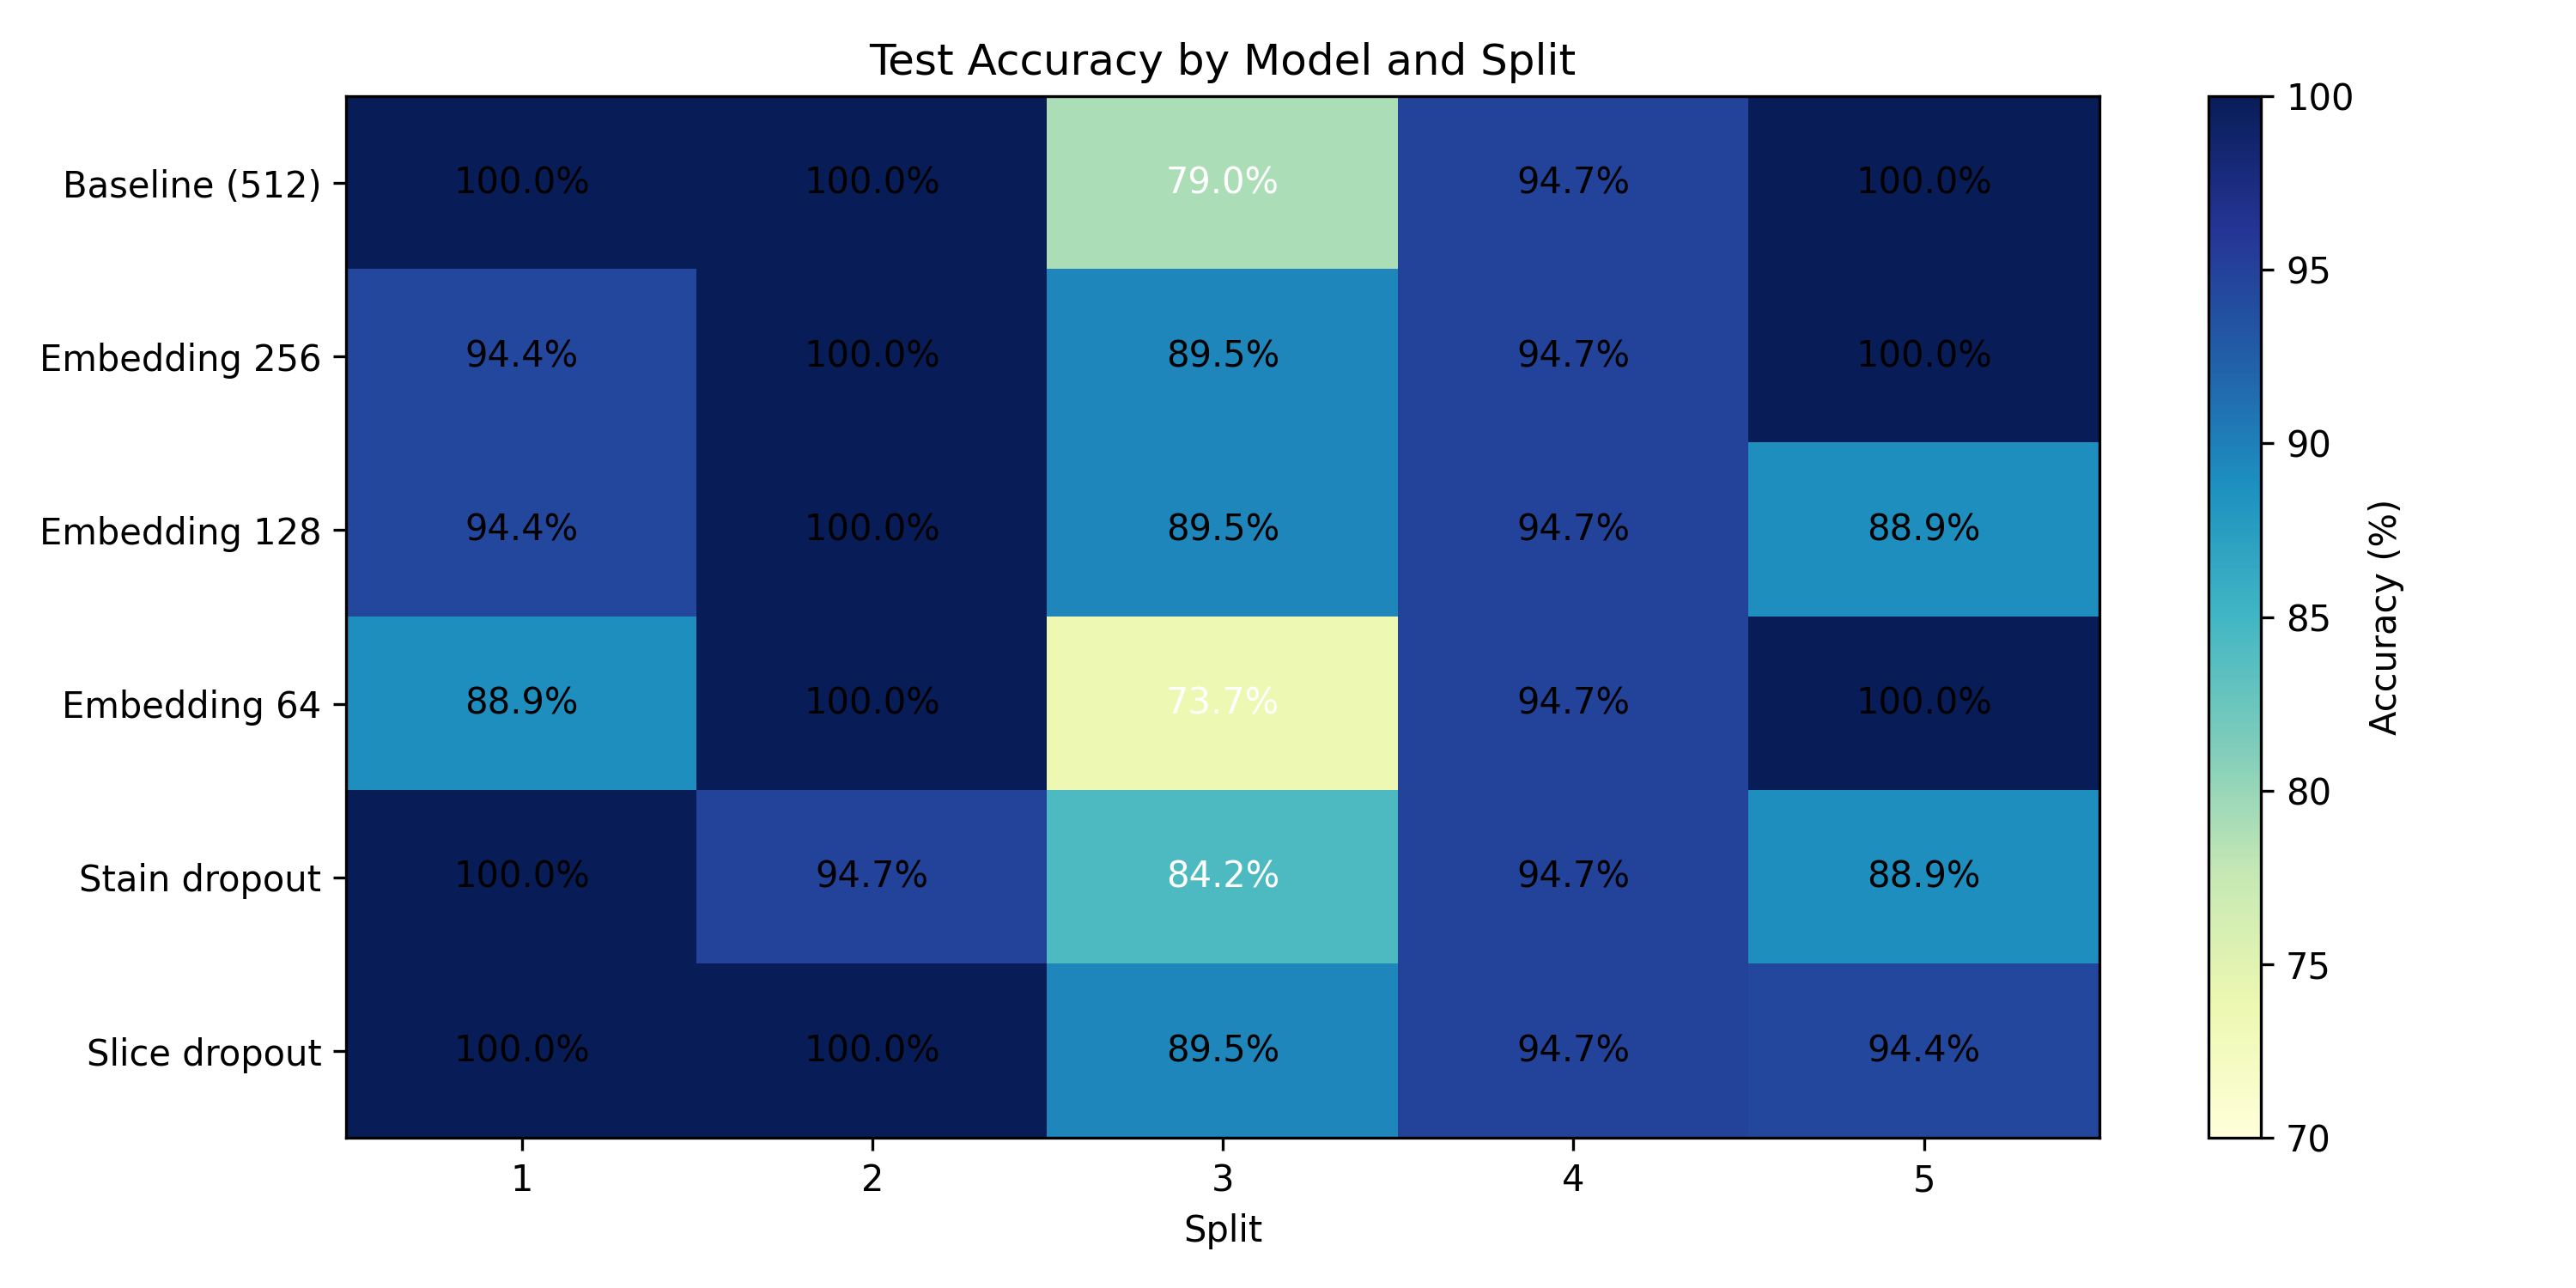 Test Accuracy by Model and Split
Baseline (512) 100.0% 100.0% 79.0% 94.7% 100.0%
Embedding 256 94.4% 100.0% 89.5% 94.7% 100.0%
Embedding 128 94.4% 100.0% 89.5% 94.7% 88.9%
Embedding 64 88.9% 100.0% 73.7% 94.7% 100.0%
Stain dropout 100.0% 94.7% 84.2% 94.7% 88.9%
Slice dropout 100.0% 100.0% 89.5% 94.7% 94.4%
1 2 3 4 5
Split
100
95
90
85
80
75
70
Accuracy (%)